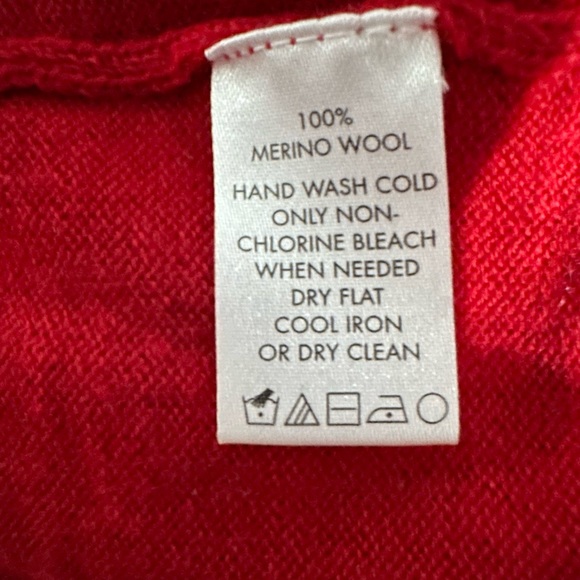 100%
MERINO WOOL
HAND WASH COLD
ONLY NON-
CHLORINE BLEACH
WHEN NEEDED
DRY FLAT
COOL IRON
OR DRY CLEAN